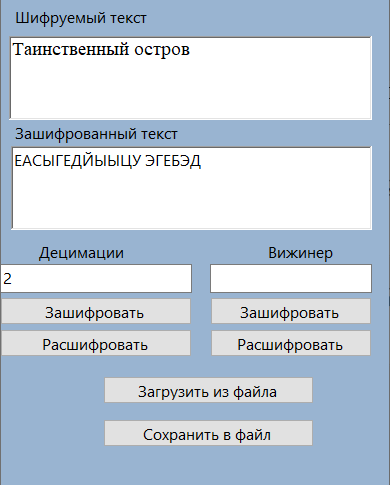 Шифруемый текст
Таинственный остров
Зашифрованный текст
ЕАСЫГЕДЙЫЫЦУ ЭГЕБЭД
Децимации Вижинер
2
Зашифровать Зашифровать
Расшифровать Расшифровать
Загрузить из файла
Сохранить в файл